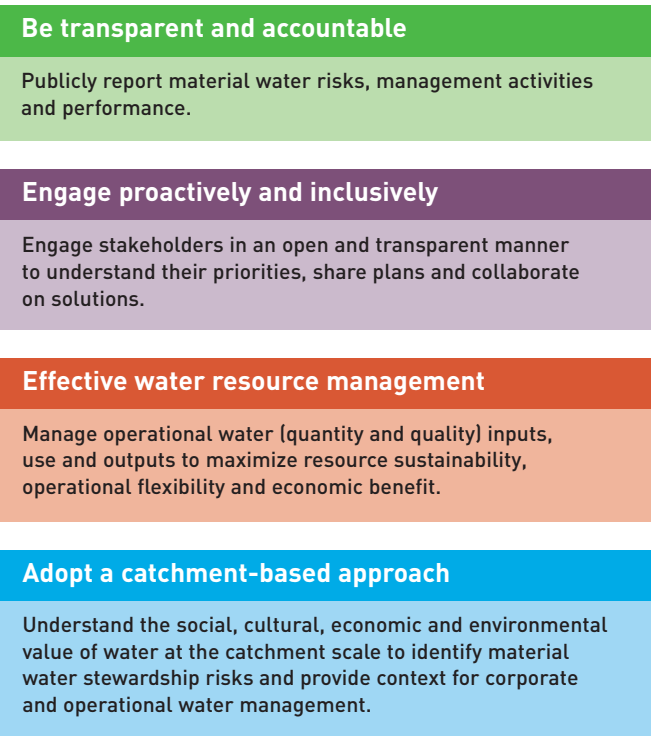 Be transparent and accountable
Publicly report material water risks, management activities
and performance.
Engage proactively and inclusively
Engage stakeholders in an open and transparent manner
to understand their priorities, share plans and collaborate
on solutions.
Effective water resource management
Manage operational water (quantity and quality) inputs,
use and outputs to maximize resource sustainability,
operational flexibility and economic benefit.
Adopt a catchment-based approach
Understand the social, cultural, economic and environmental
value of water at the catchment scale to identify material
water stewardship risks and provide context for corporate
and operational water management.